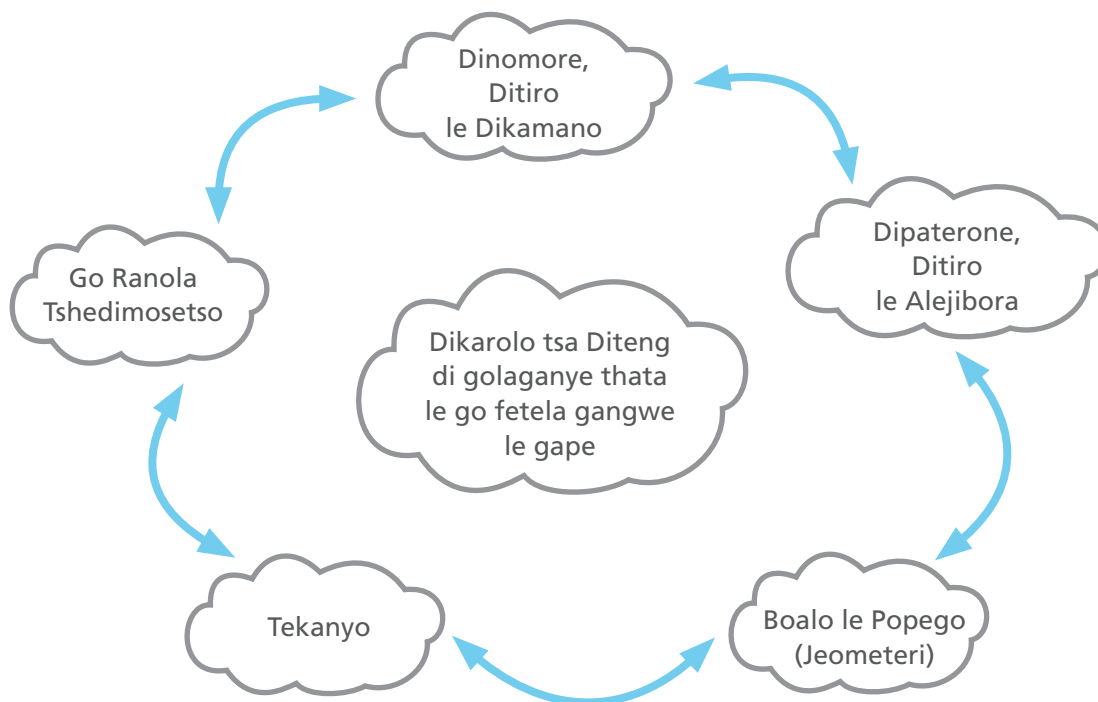 Dinomore,
Ditiro
le Dikamano
Dipaterone,
Ditiro
le Alejibora
Go Ranola
Tshedimosetso
Dikarolo tsa Diteng
di golaganye thata
le go fetela gangwe
le gape
Tekanyo
Boalo le Popego
(Jeometeri)